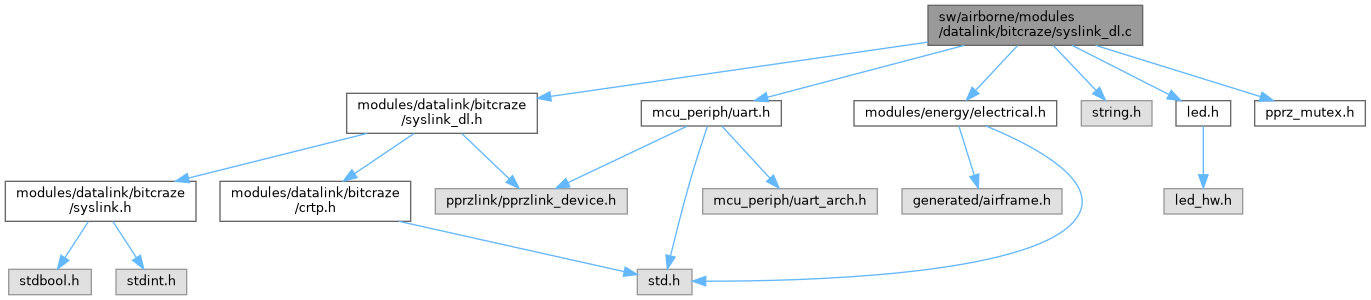 sw/airborne/modules
/datalink/bitcraze/syslink_dl.c
modules/datalink/bitcraze
/syslink_dl.h
mcu_periph/uart.h
modules/energy/electrical.h
string.h
led.h
pprz_mutex.h
modules/datalink/bitcraze
/syslink.h
modules/datalink/bitcraze
/crtp.h
pprzlink/pprzlink_device.h
mcu_periph/uart_arch.h
generated/airframe.h
led_hw.h
stdbool.h
stdint.h
std.h